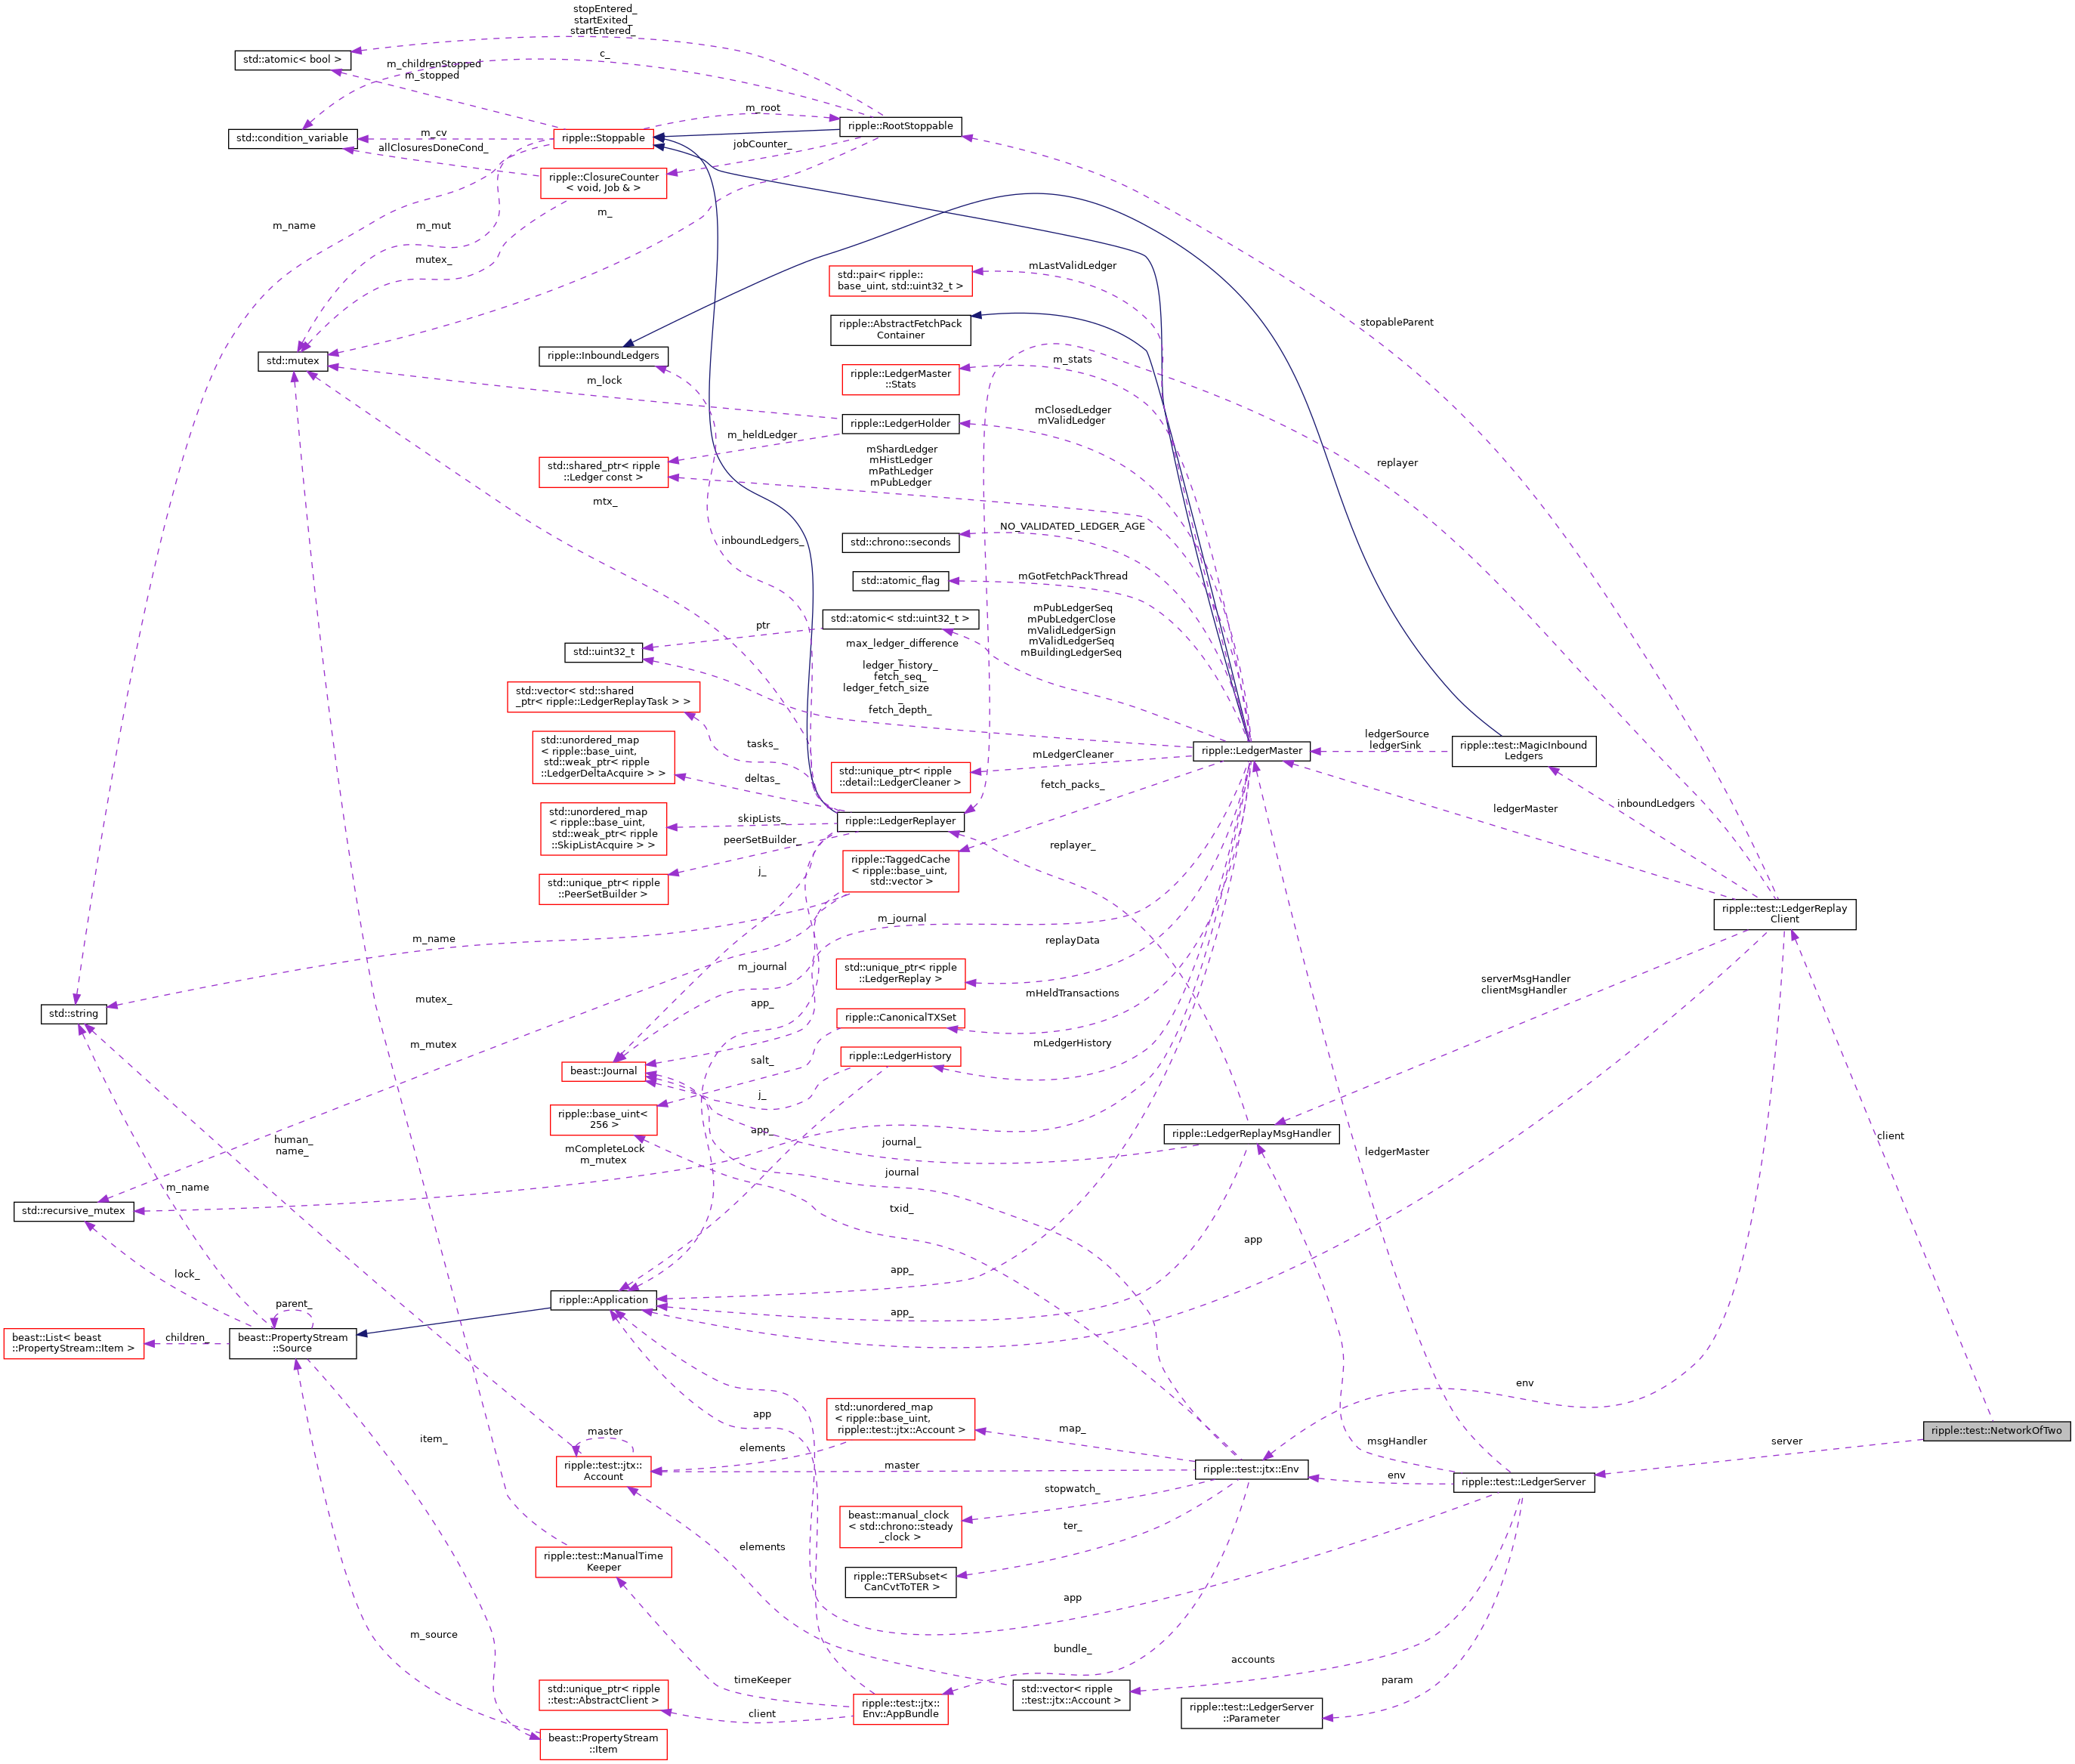 stopEntered_
startExited_
startEntered_
std::atomic< bool >
c_
m_childrenStopped
m_stopped
m_root
ripple::RootStoppable
std::condition_variable
m_cv
ripple::Stoppable
allClosuresDoneCond_
jobCounter_
ripple::ClosureCounter
< void, Job & >
m_name
m_mut
m_
mutex_
mLastValidLedger
std::pair< ripple::
base_uint, std::uint32_t >
stopableParent
ripple::AbstractFetchPack
Container
std::mutex
ripple::InboundLedgers
m_stats
ripple::LedgerMaster
::Stats
m_lock
mClosedLedger
mValidLedger
ripple::LedgerHolder
m_heldLedger
mShardLedger
mHistLedger
mPathLedger
mPubLedger
std::shared_ptr< ripple
::Ledger const >
replayer
mtx_
NO_VALIDATED_LEDGER_AGE
inboundLedgers_
std::chrono::seconds
mGotFetchPackThread
std::atomic_flag
mPubLedgerSeq
mPubLedgerClose
mValidLedgerSign
mValidLedgerSeq
mBuildingLedgerSeq
std::atomic< std::uint32_t >
ptr
std::uint32_t
max_ledger_difference
_
ledger_history_
fetch_seq_
ledger_fetch_size
_
fetch_depth_
std::vector< std::shared
_ptr< ripple::LedgerReplayTask > >
tasks_
std::unordered_map
< ripple::base_uint,
std::weak_ptr< ripple
::LedgerDeltaAcquire > >
ripple::LedgerMaster
ledgerSource
ledgerSink
ripple::test::MagicInbound
Ledgers
mLedgerCleaner
std::unique_ptr< ripple
::detail::LedgerCleaner >
deltas_
fetch_packs_
inboundLedgers
ledgerMaster
std::unordered_map
< ripple::base_uint,
std::weak_ptr< ripple
::SkipListAcquire > >
skipLists_
ripple::LedgerReplayer
peerSetBuilder_
replayer_
ripple::TaggedCache
< ripple::base_uint,
std::vector >
j_
std::unique_ptr< ripple
::PeerSetBuilder >
ripple::test::LedgerReplay
Client
m_journal
m_name
replayData
m_journal
std::unique_ptr< ripple
::LedgerReplay >
serverMsgHandler
clientMsgHandler
mutex_
app_
mHeldTransactions
std::string
ripple::CanonicalTXSet
m_mutex
mLedgerHistory
salt_
ripple::LedgerHistory
beast::Journal
j_
ripple::base_uint<
256 >
human_
name_
app_
mCompleteLock
m_mutex
journal_
ripple::LedgerReplayMsgHandler
client
ledgerMaster
journal
m_name
std::recursive_mutex
txid_
app
lock_
app_
parent_
ripple::Application
app_
beast::List< beast
::PropertyStream::Item >
children_
beast::PropertyStream
::Source
env
std::unordered_map
< ripple::base_uint,
ripple::test::jtx::Account >
app
map_
msgHandler
server
ripple::test::NetworkOfTwo
item_
master
elements
ripple::test::jtx::
Account
master
ripple::test::jtx::Env
env
ripple::test::LedgerServer
stopwatch_
beast::manual_clock
< std::chrono::steady
_clock >
ter_
elements
ripple::test::ManualTime
Keeper
ripple::TERSubset<
CanCvtToTER >
app
m_source
bundle_
accounts
timeKeeper
param
std::unique_ptr< ripple
::test::AbstractClient >
client
ripple::test::jtx::
Env::AppBundle
std::vector< ripple
::test::jtx::Account >
ripple::test::LedgerServer
::Parameter
beast::PropertyStream
::Item